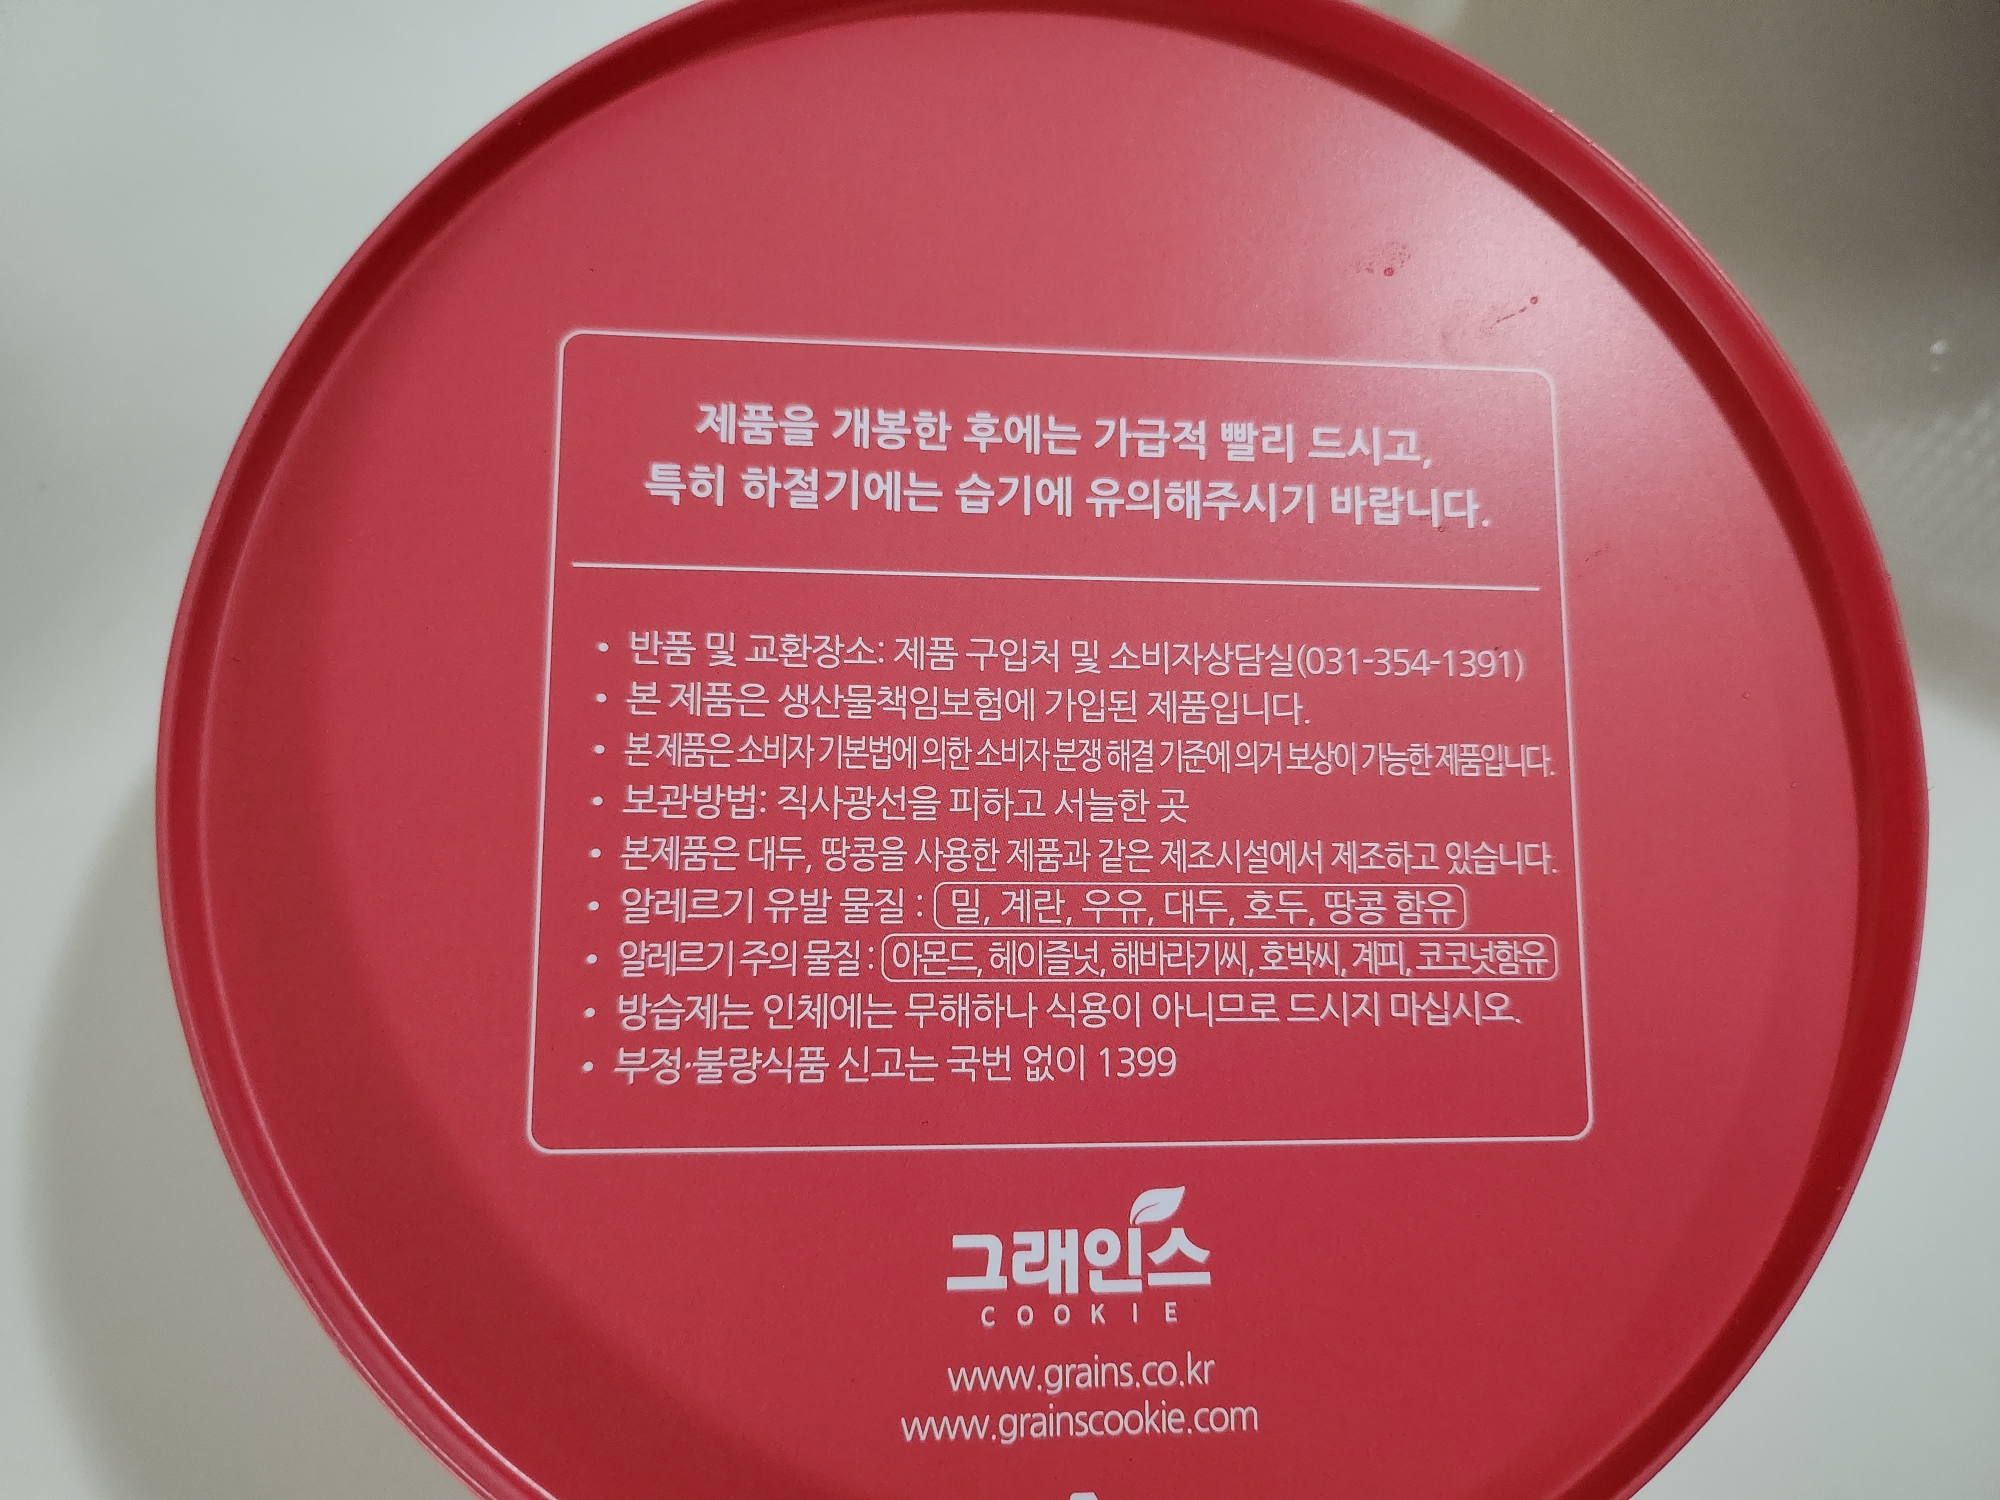 제품을 개봉한 후에는 가급적 빨리 드시고,
특히 하절기에는 습기에 유의해주시기 바랍니다.
• 반품 및 교환장소: 제품 구입처 및 소비자상담실(031-354-1391)
• 본 제품은 생산물책임보험에 가입된 제품입니다.
• 본 제품은 소비자 기본법에 의한 소비자 분쟁 해결 기준에 의거 보상이 가능한 제품입니다.
• 보관방법: 직사광선을 피하고 서늘한 곳
• 본제품은 대두, 땅콩을 사용한 제품과 같은 제조시설에서 제조하고 있습니다.
• 알레르기 유발 물질 : 밀, 계란, 우유, 대두, 호두, 땅콩 함유
• 알레르기 주의 물질 : 아몬드, 헤이즐넛, 해바라기씨, 호박씨, 계피, 코코넛함유
• 방습제는 인체에는 무해하나 식용이 아니므로 드시지 마십시오.
• 부정·불량식품 신고는 국번 없이 1399
그래인스
COOKIE
www.grains.co.kr
www.grainscookie.com